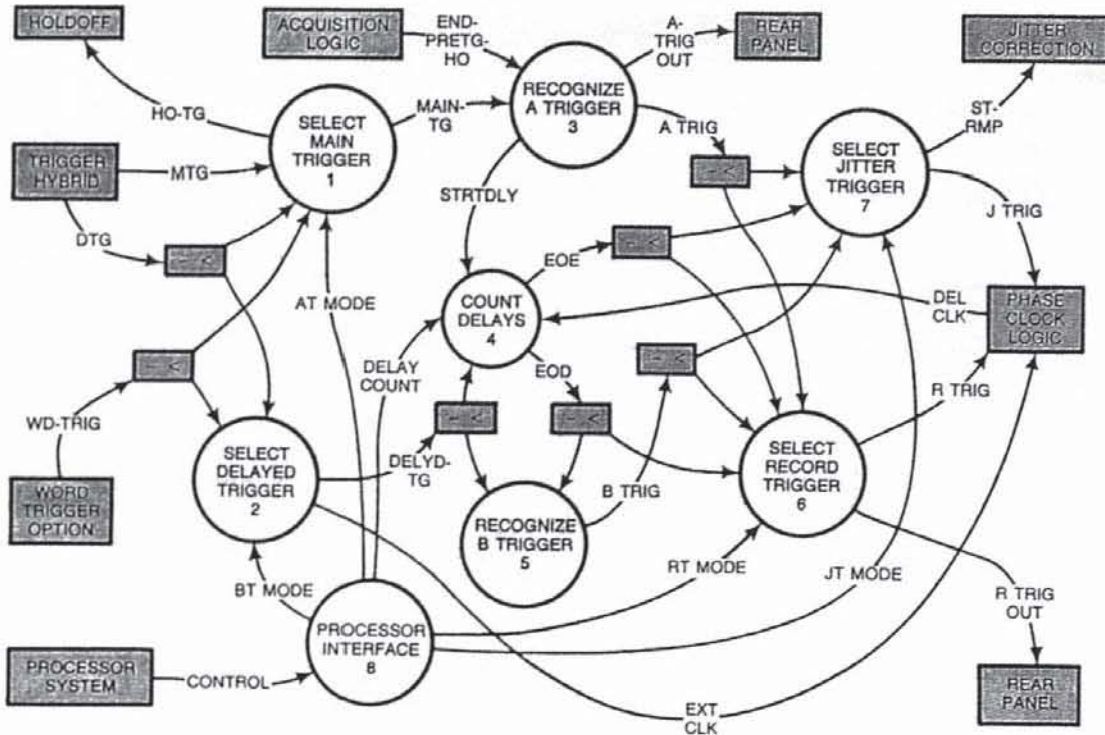 HOLDOFF
ACQUISITION
LOGIC
END-
PRETG-
HO
A-
TRIG
OUT
REAR
PANEL
JITTER
CORRECTION
HO-TG
SELECT
MAIN
TRIGGER
1
MAIN-
TG
RECOGNIZE
A TRIGGER
3
A TRIG
ST-
RMP
TRIGGER
HYBRID
MTG
SELECT
JITTER
TRIGGER
7
J TRIG
DTG
STRTDLY
EOE
AT MODE
COUNT
DELAYS
4
DEL
CLK
PHASE
CLOCK
LOGIC
DELAY
COUNT
EOD
R TRIG
WD-TRIG
WORD
TRIGGER
OPTION
SELECT
DELAYED
TRIGGER
2
DELYD-
TG
RECOGNIZE
B TRIGGER
5
B TRIG
SELECT
RECORD
TRIGGER
6
BT MODE
RT MODE
JT MODE
R TRIG
OUT
PROCESSOR
SYSTEM
CONTROL
PROCESSOR
INTERFACE
8
EXT
CLK
REAR
PANEL